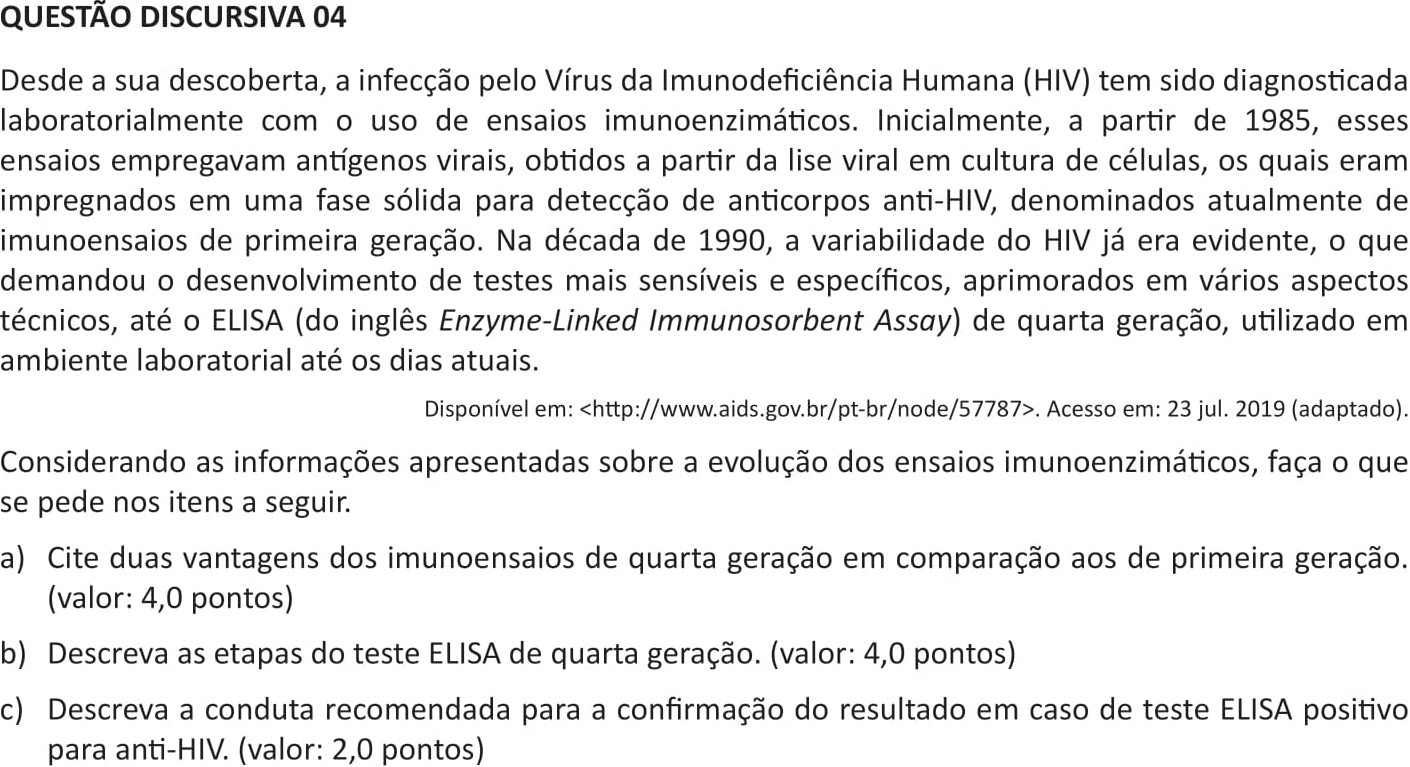 QUESTÃO DISCURSIVA 04
Desde a sua descoberta, a infecção pelo Vírus da Imunodeficiência Humana (HIV) tem sido diagnosticada
laboratorialmente com o uso de ensaios imunoenzimáticos. Inicialmente, a partir de 1985, esses
ensaios empregavam antígenos virais, obtidos a partir da lise viral em cultura de células, os quais eram
impregnados em uma fase sólida para detecção de anticorpos anti-HIV, denominados atualmente de
imunoensaios de primeira geração. Na década de 1990, a variabilidade do HIV já era evidente, o que
demandou o desenvolvimento de testes mais sensíveis e específicos, aprimorados em vários aspectos
técnicos, até o ELISA (do inglês Enzyme-Linked Immunosorbent Assay) de quarta geração, utilizado em
ambiente laboratorial até os dias atuais.
Disponível em: <http://www.aids.gov.br/pt-br/node/57787>. Acesso em: 23 jul. 2019 (adaptado).
Considerando as informações apresentadas sobre a evolução dos ensaios imunoenzimáticos, faça o que
se pede nos itens a seguir.
a) Cite duas vantagens dos imunoensaios de quarta geração em comparação aos de primeira geração.
(valor: 4,0 pontos)
b) Descreva as etapas do teste ELISA de quarta geração. (valor: 4,0 pontos)
c) Descreva a conduta recomendada para a confirmação do resultado em caso de teste ELISA positivo
para anti-HIV. (valor: 2,0 pontos)